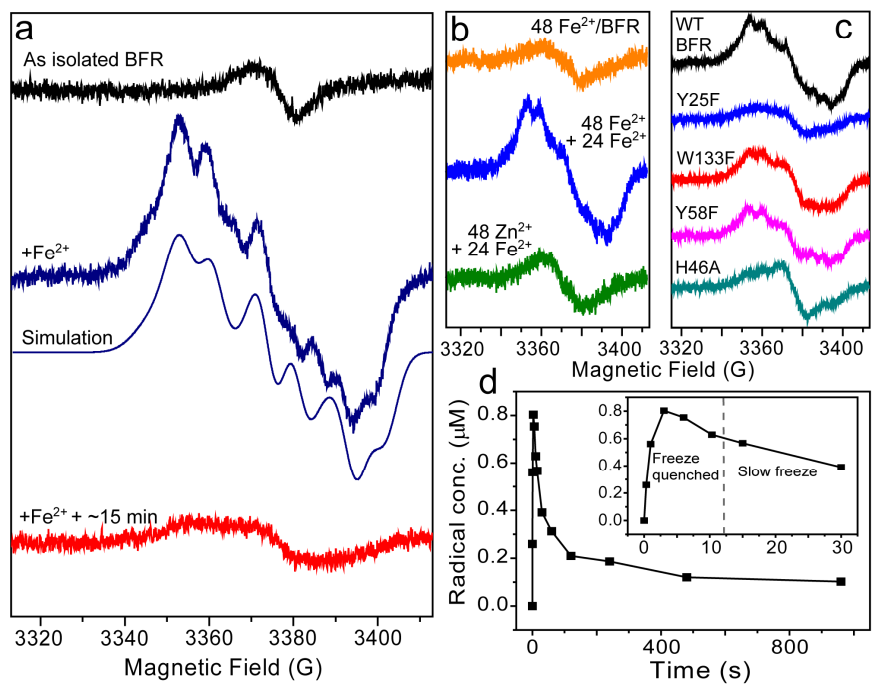 a
As isolated BFR
+Fe²⁺
Simulation
+Fe²⁺ + ~15 min
3320 3340 3360 3380 3400
Magnetic Field (G)
b
48 Fe²⁺/BFR
48 Fe²⁺
+ 24 Fe²⁺
48 Zn²⁺
+ 24 Fe²⁺
3320 3360 3400
c
WT
BFR
Y25F
W133F
Y58F
H46A
3320 3360 3400
Magnetic Field (G)
d
Radical conc. (μM)
0.8
0.6
0.4
0.2
0.0
0 400 800
Time (s)
0.8
0.6
0.4
0.2
0.0
Freeze
quenched
Slow freeze
0 10 20 30